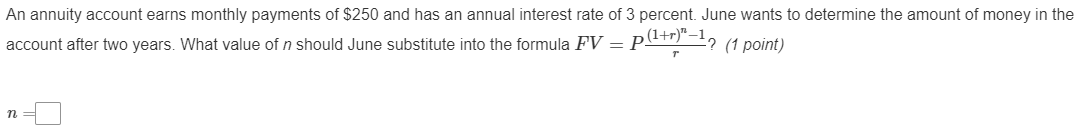 An annuity account earns monthly payments of $250 and has an annual interest rate of 3 percent. June wants to determine the amount of money in the
account after two years. What value of n should June substitute into the formula FV = P\frac{(1+r)^n-1}{r}? (1 point)
n =